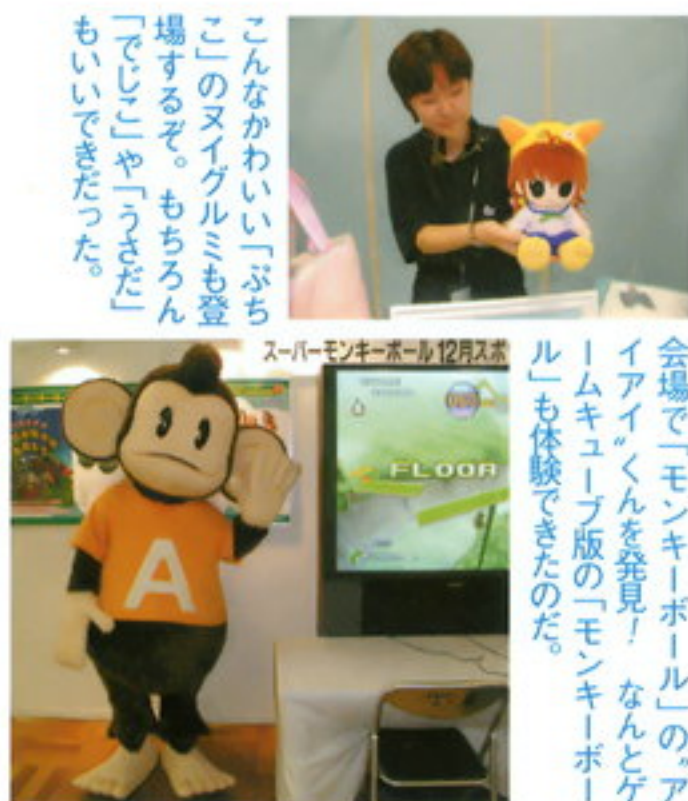 こんなかわいい「ぷち
こ」のヌイグルミも登
場するぞ。もちろん
「でじこ」や「うさだ」
もいいできだった。
スーパーモンキーボール 12月スポ
FLOOR
A
会場で「モンキーボール」の“ア
イアイ”くんを発見！　なんとゲ
ームキューブ版の「モンキーボー
ル」も体験できたのだ。